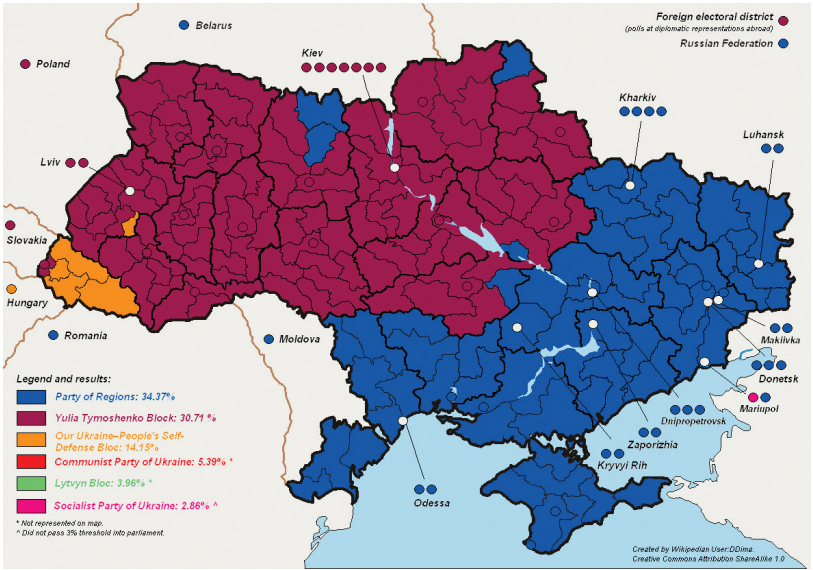 Foreign electoral district
(polls at diplomatic representations abroad)
Russian Federation
Belarus
Poland
Kiev
Kharkiv
Luhansk
Lviv
Slovakia
Hungary
Romania
Moldova
Makiivka
Donetsk
Mariupol
Dnipropetrovsk
Zaporizhia
Kryvyi Rih
Odessa
Legend and results:
Party of Regions: 34.37%
Yulia Tymoshenko Block: 30.71 %
Our Ukraine–People's Self-
Defense Bloc: 14.15%
Communist Party of Ukraine: 5.39% *
Lytvyn Bloc: 3.96% *
Socialist Party of Ukraine: 2.86% ^
* Not represented on map.
^ Did not pass 3% threshold into parliament.
Created by Wikipedian User:DDima.
Creative Commons Attribution ShareAlike 1.0